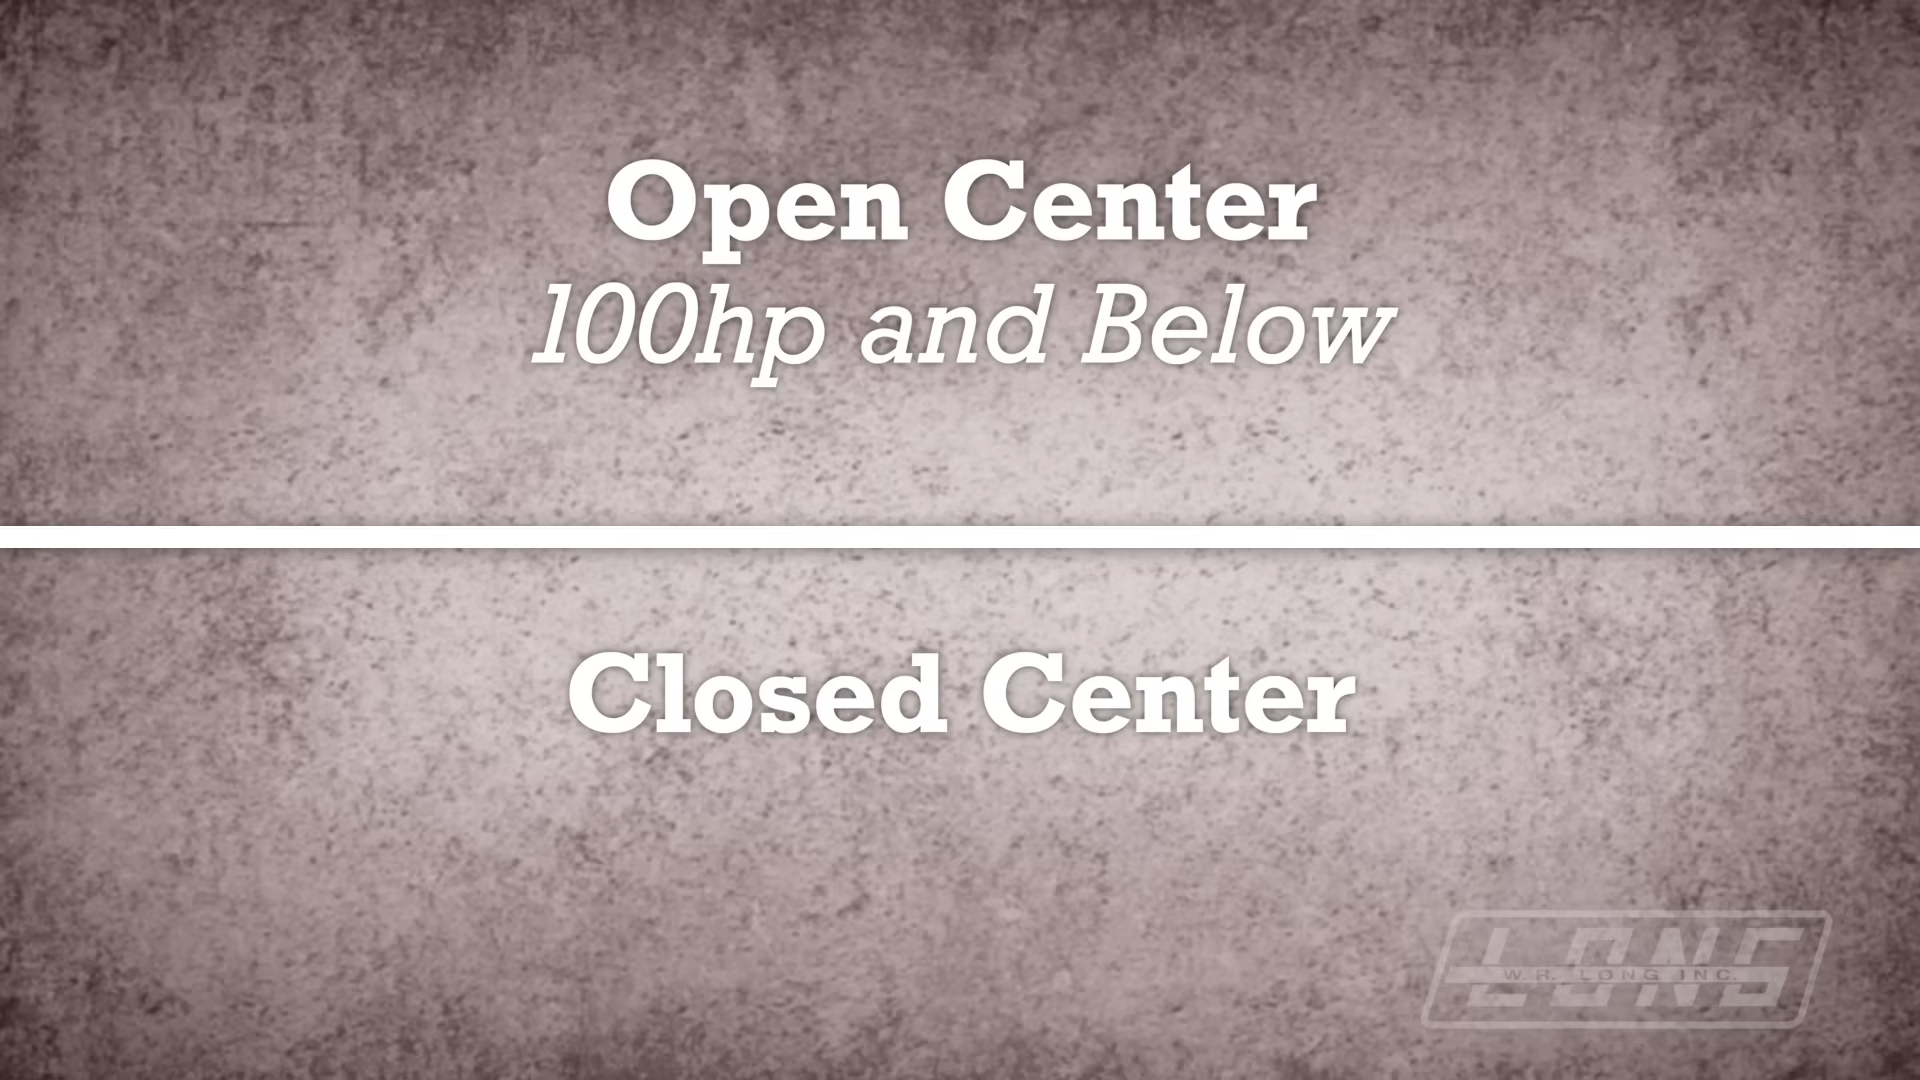 Open Center
100hp and Below
Closed Center
LONG
W.R. LONG INC.